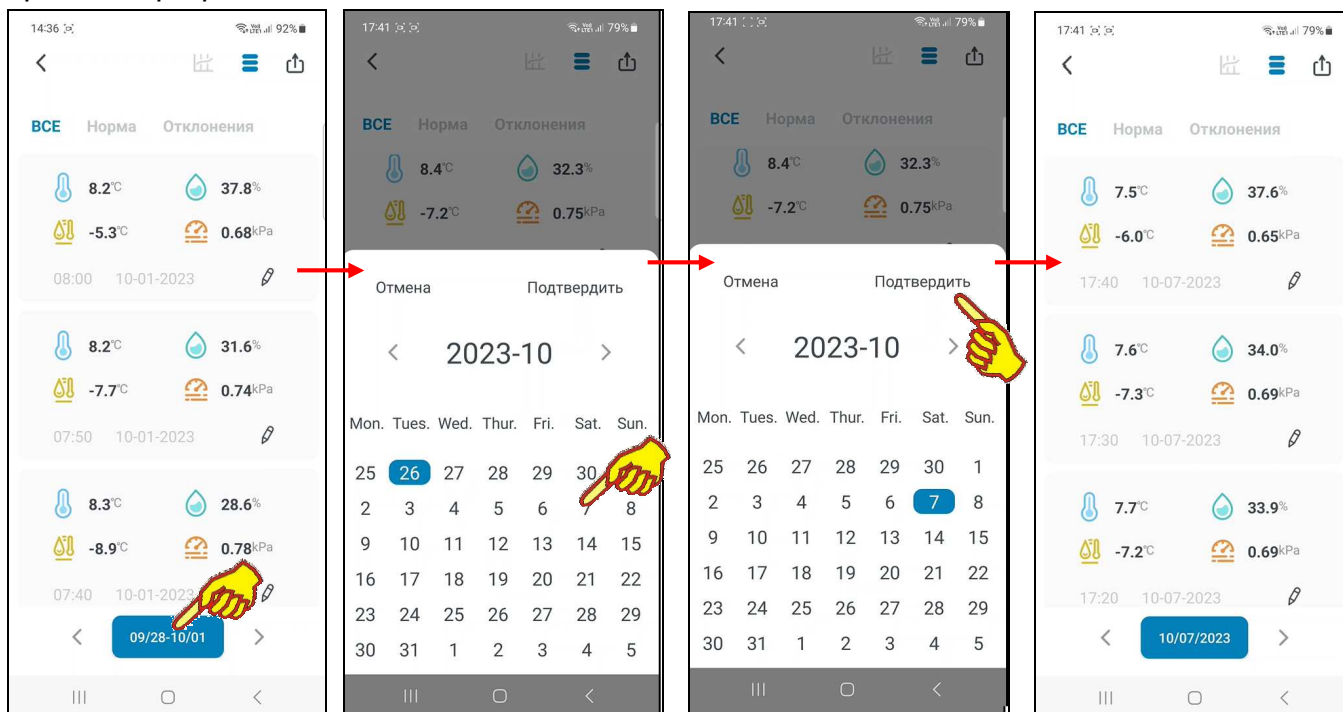 14:36 92%
ВСЕ Норма Отклонения
8.2°C 37.8%
-5.3°C 0.68kPa
08:00 10-01-2023
8.2°C 31.6%
-7.7°C 0.74kPa
07:50 10-01-2023
8.3°C 28.6%
-8.9°C 0.78kPa
07:40 10-01-2023
09/28-10/01
17:41 79%
ВСЕ Норма Отклонения
8.4°C 32.3%
-7.2°C 0.75kPa
Отмена Подтвердить
2023-10
Mon. Tues. Wed. Thur. Fri. Sat. Sun.
25 26 27 28 29 30
2 3 4 5 6 7 8
9 10 11 12 13 14 15
16 17 18 19 20 21 22
23 24 25 26 27 28 29
30 31 1 2 3 4 5
17:41 79%
ВСЕ Норма Отклонения
8.4°C 32.3%
-7.2°C 0.75kPa
Отмена Подтвердить
2023-10
Mon. Tues. Wed. Thur. Fri. Sat. Sun.
25 26 27 28 29 30 1
2 3 4 5 6 7 8
9 10 11 12 13 14 15
16 17 18 19 20 21 22
23 24 25 26 27 28 29
30 31 1 2 3 4 5
17:41 79%
ВСЕ Норма Отклонения
7.5°C 37.6%
-6.0°C 0.65kPa
17:40 10-07-2023
7.6°C 34.0%
-7.3°C 0.69kPa
17:30 10-07-2023
7.7°C 33.9%
-7.2°C 0.69kPa
17:20 10-07-2023
10/07/2023